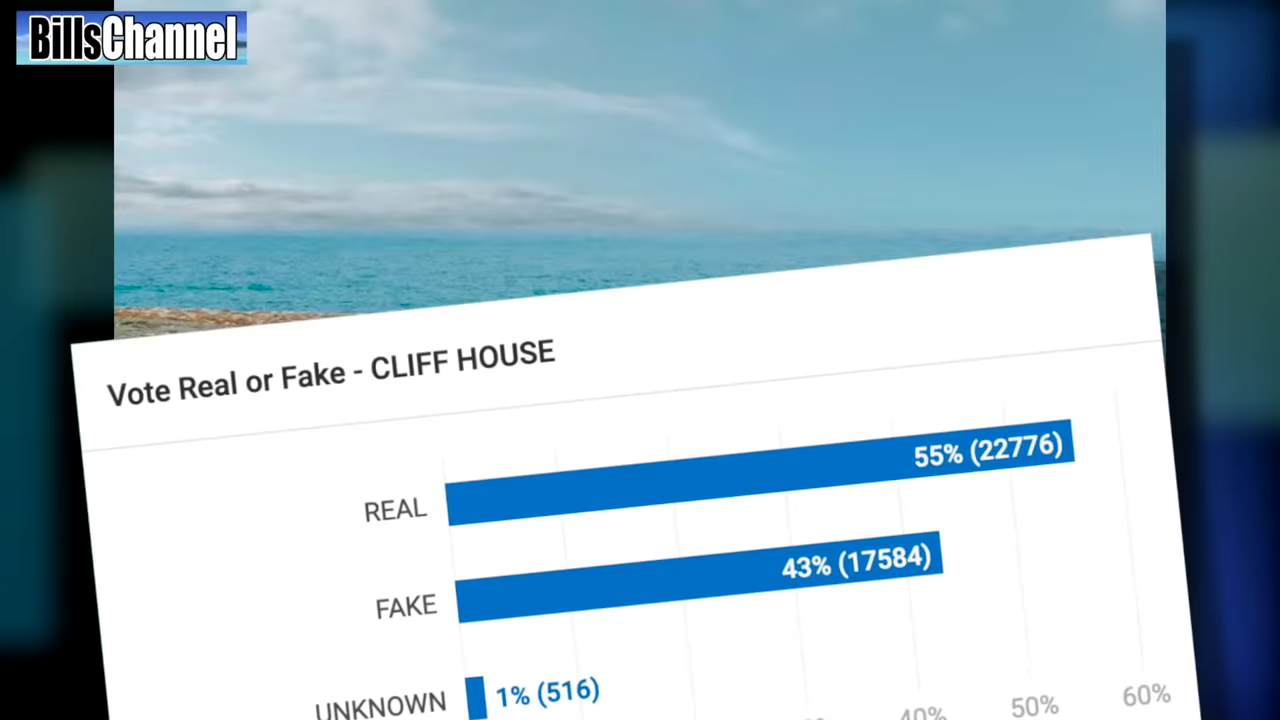 BillsChannel
Vote Real or Fake - CLIFF HOUSE
REAL
55% (22776)
FAKE
43% (17584)
UNKNOWN
1% (516)
40%
50%
60%